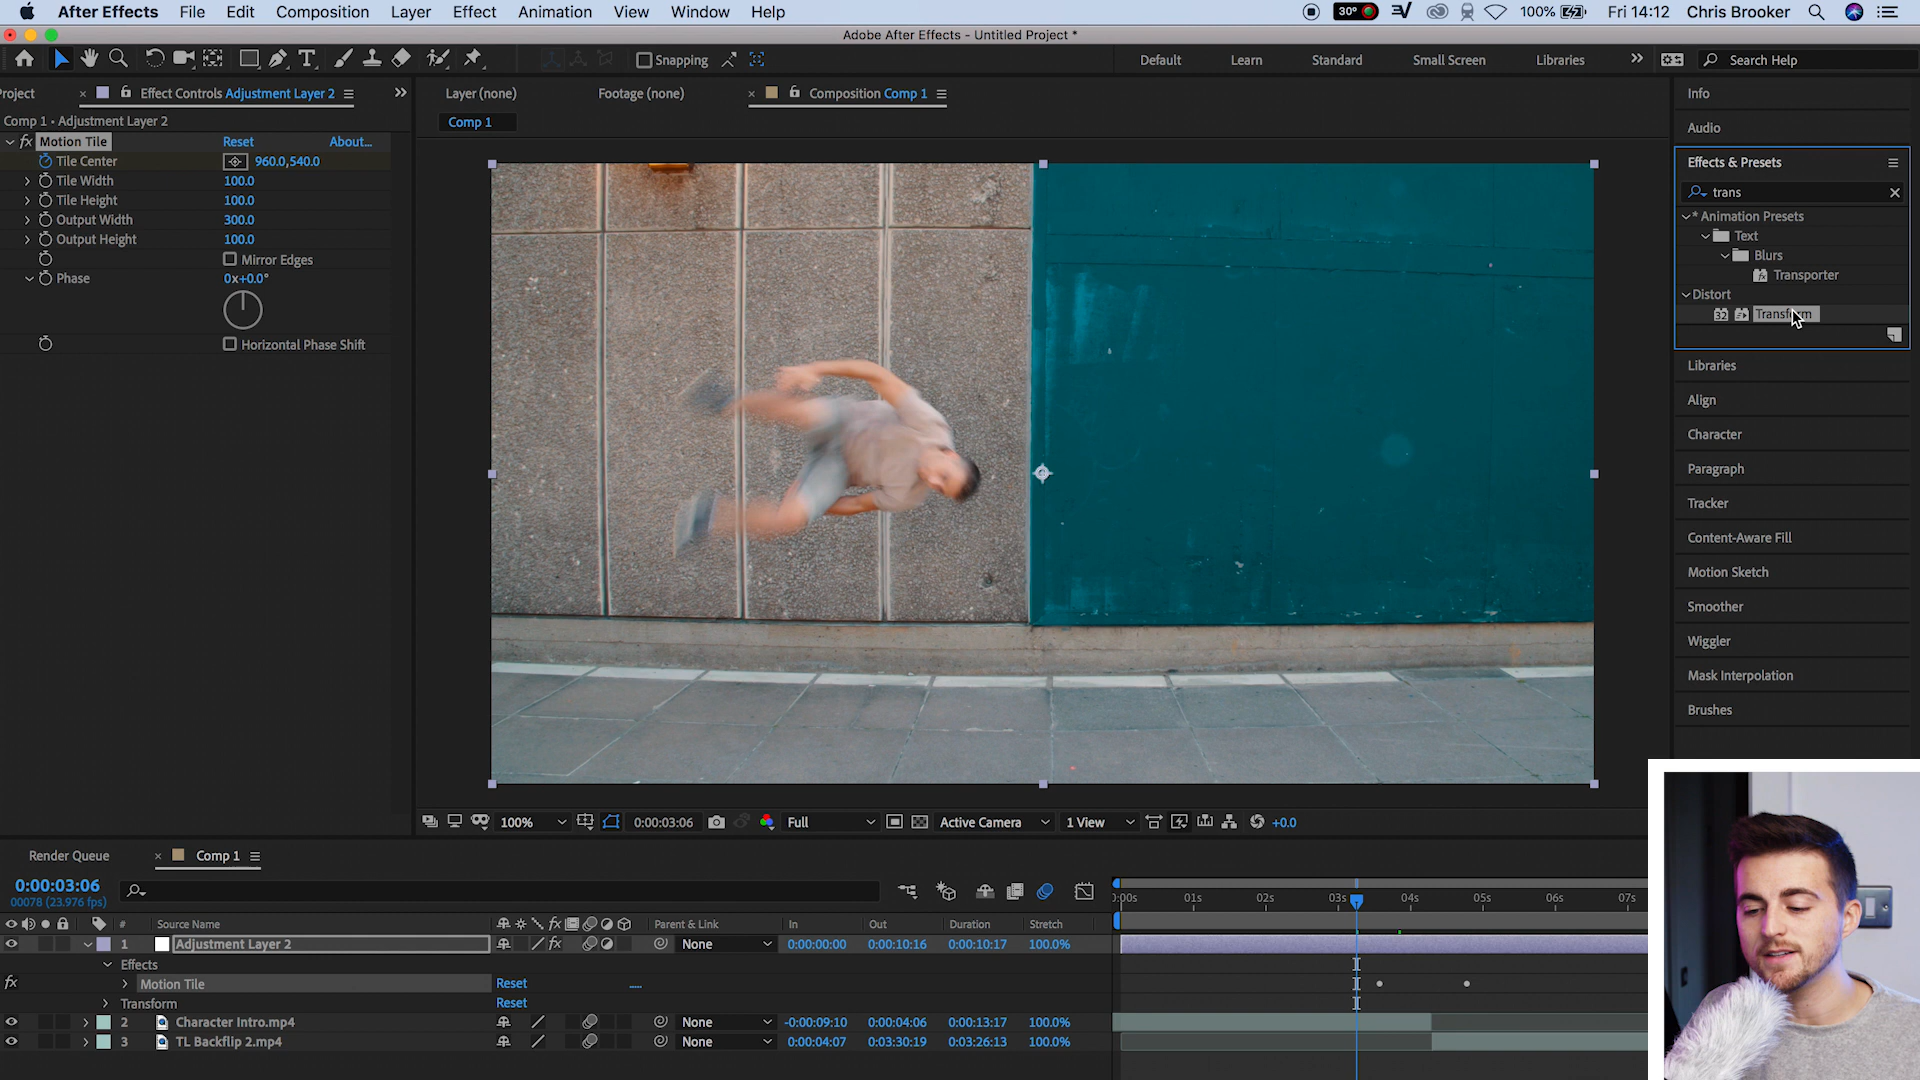 After Effects File Edit Composition Layer Effect Animation View Window Help 30° 100% Fri 14:12 Chris Brooker
Adobe After Effects - Untitled Project *
Snapping Default Learn Standard Small Screen Libraries Search Help
Project Effect Controls Adjustment Layer 2 Layer (none) Footage (none) Composition Comp 1
Comp 1 • Adjustment Layer 2
Comp 1
fx Motion Tile Reset About...
Tile Center 960.0,540.0
Tile Width 100.0
Tile Height 100.0
Output Width 300.0
Output Height 100.0
Mirror Edges
Phase 0x+0.0°
Horizontal Phase Shift
Info
Audio
Effects & Presets
trans
* Animation Presets
Text
Blurs
Transporter
Distort
32 Transform
Libraries
Align
Character
Paragraph
Tracker
Content-Aware Fill
Motion Sketch
Smoother
Wiggler
Mask Interpolation
Brushes
100% 0:00:03:06 Full Active Camera 1 View +0.0
Render Queue Comp 1
0:00:03:06
00078 (23.976 fps)
:00s 01s 02s 03s 04s 05s 06s 07s
# Source Name fx Parent & Link In Out Duration Stretch
1 Adjustment Layer 2 fx None 0:00:00:00 0:00:10:16 0:00:10:17 100.0%
Effects
fx Motion Tile Reset .....
Transform Reset
2 Character Intro.mp4 None -0:00:09:10 0:00:04:06 0:00:13:17 100.0%
3 TL Backflip 2.mp4 None 0:00:04:07 0:03:30:19 0:03:26:13 100.0%